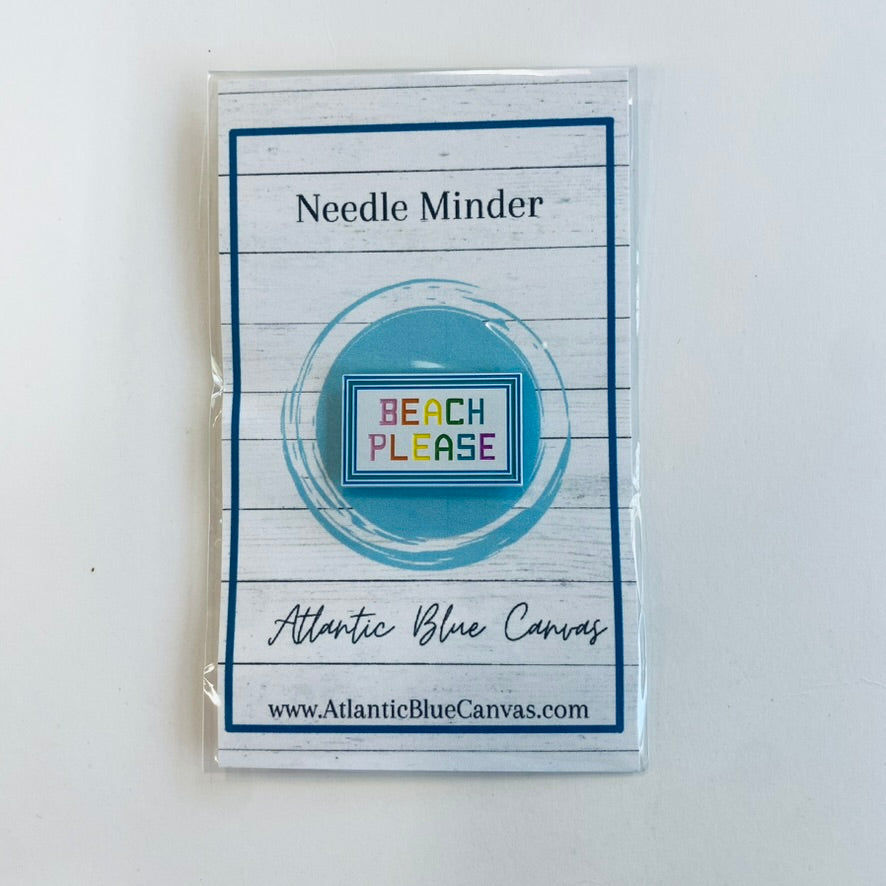 Needle Minder
BEACH
PLEASE
Atlantic Blue Canvas
www.AtlanticBlueCanvas.com